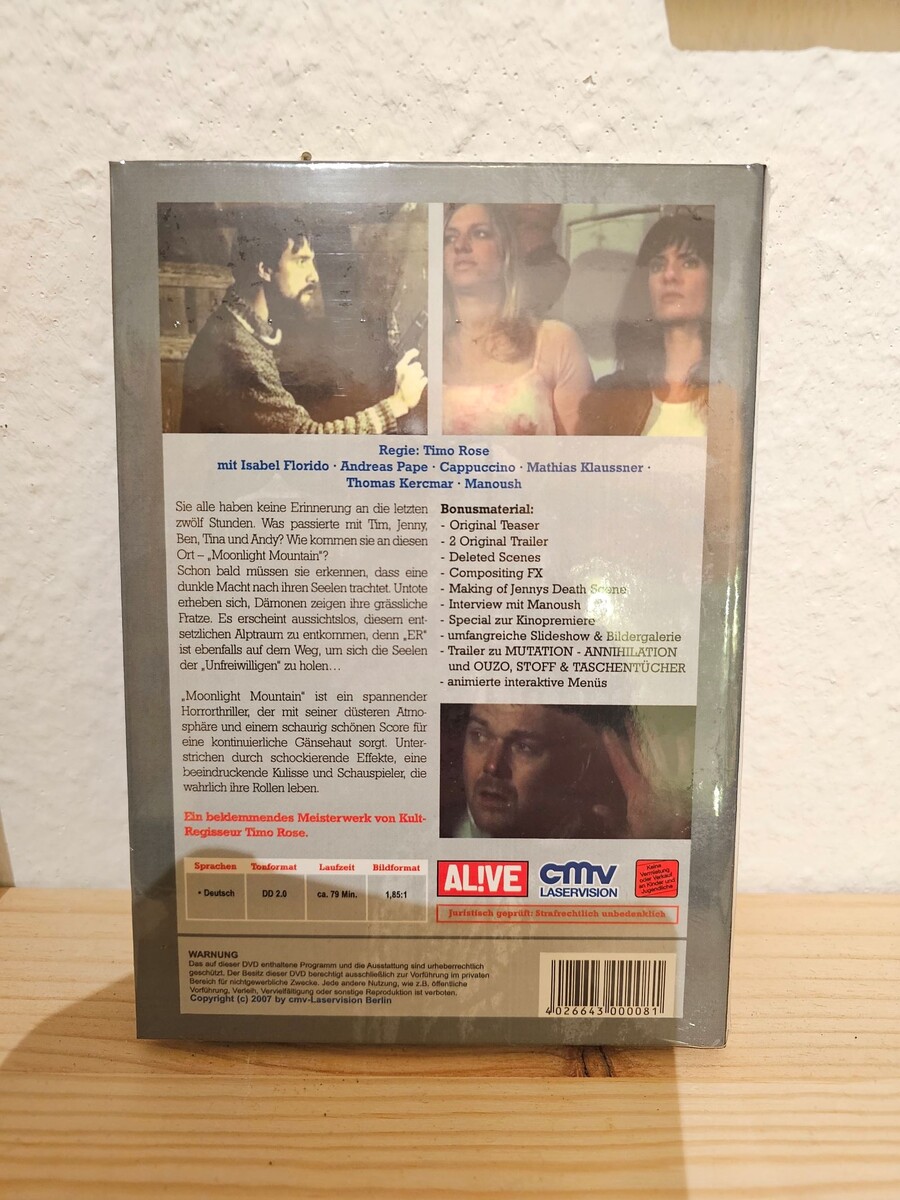 Regie: Timo Rose
mit Isabel Florido · Andreas Pape · Cappuccino · Mathias Klaussner ·
Thomas Kercmar · Manoush
Sie alle haben keine Erinnerung an die letzten
zwölf Stunden. Was passierte mit Tim, Jenny,
Ben, Tina und Andy? Wie kommen sie an diesen
Ort – „Moonlight Mountain"?
Schon bald müssen sie erkennen, dass eine
dunkle Macht nach ihren Seelen trachtet. Untote
erheben sich, Dämonen zeigen ihre grässliche
Fratze. Es erscheint aussichtslos, diesem ent-
setzlichen Alptraum zu entkommen, denn „ER"
ist ebenfalls auf dem Weg, um sich die Seelen
der „Unfreiwilligen" zu holen…
„Moonlight Mountain" ist ein spannender
Horrorthriller, der mit seiner düsteren Atmo-
sphäre und einem schaurig schönen Score für
eine kontinuierliche Gänsehaut sorgt. Unter-
strichen durch schockierende Effekte, eine
beeindruckende Kulisse und Schauspieler, die
wahrlich ihre Rollen leben.
Ein beklemmendes Meisterwerk von Kult-
Regisseur Timo Rose.
Bonusmaterial:
- Original Teaser
- 2 Original Trailer
- Deleted Scenes
- Compositing FX
- Making of Jennys Death Scene
- Interview mit Manoush
- Special zur Kinopremiere
- umfangreiche Slideshow & Bildergalerie
- Trailer zu MUTATION - ANNIHILATION
und OUZO, STOFF & TASCHENTÜCHER
- animierte interaktive Menüs
Sprachen Tonformat Laufzeit Bildformat
• Deutsch DD 2.0 ca. 79 Min. 1,85:1
AL!VE
cmv
LASERVISION
Keine
Vermietung
oder Verkauf
an Kinder und
Jugendliche
Juristisch geprüft: Strafrechtlich unbedenklich
WARNUNG
Das auf dieser DVD enthaltene Programm und die Ausstattung sind urheberrechtlich
geschützt. Der Besitz dieser DVD berechtigt ausschließlich zur Vorführung im privaten
Bereich für nichtgewerbliche Zwecke. Jede andere Nutzung, wie z.B. öffentliche
Vorführung, Verleih, Vervielfältigung oder sonstige Reproduktion ist verboten.
Copyright (c) 2007 by cmv-Laservision Berlin
4 026643 000081